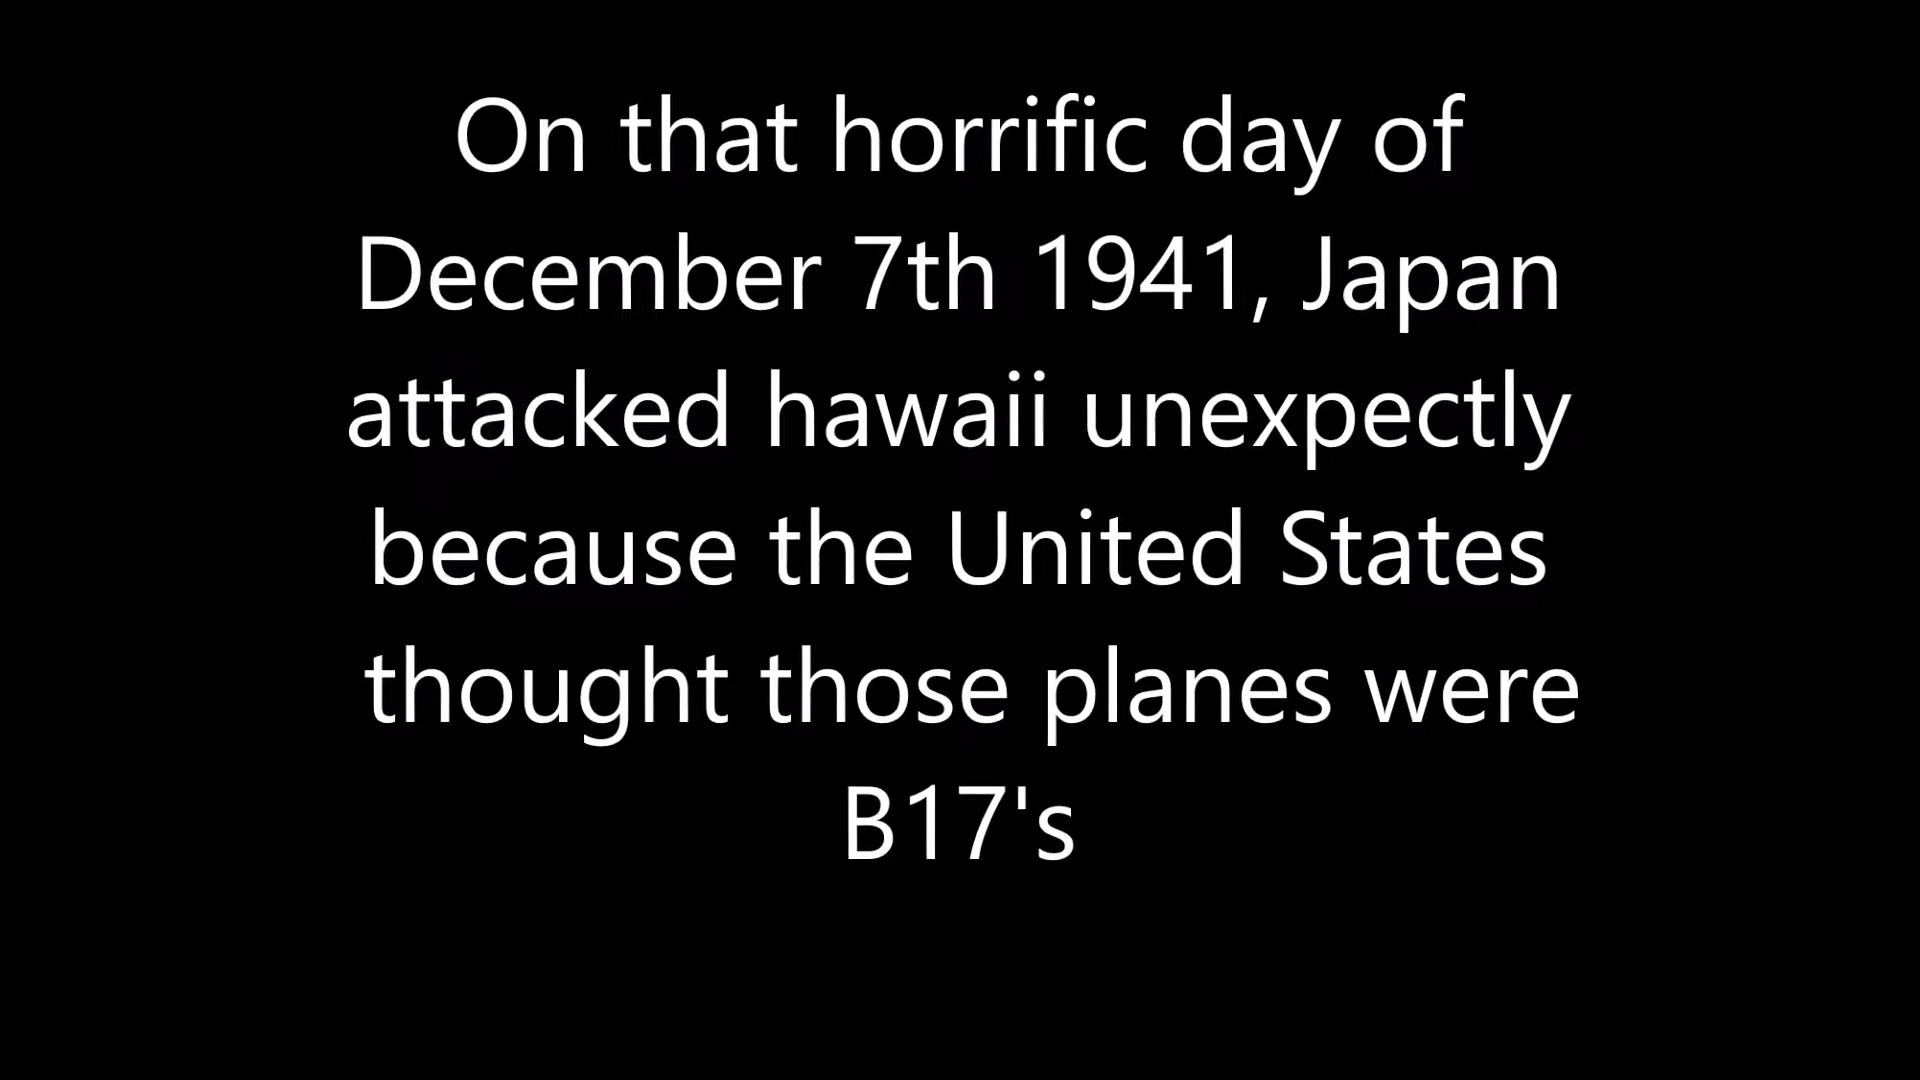 On that horrific day of
December 7th 1941, Japan
attacked hawaii unexpectly
because the United States
thought those planes were
B17's